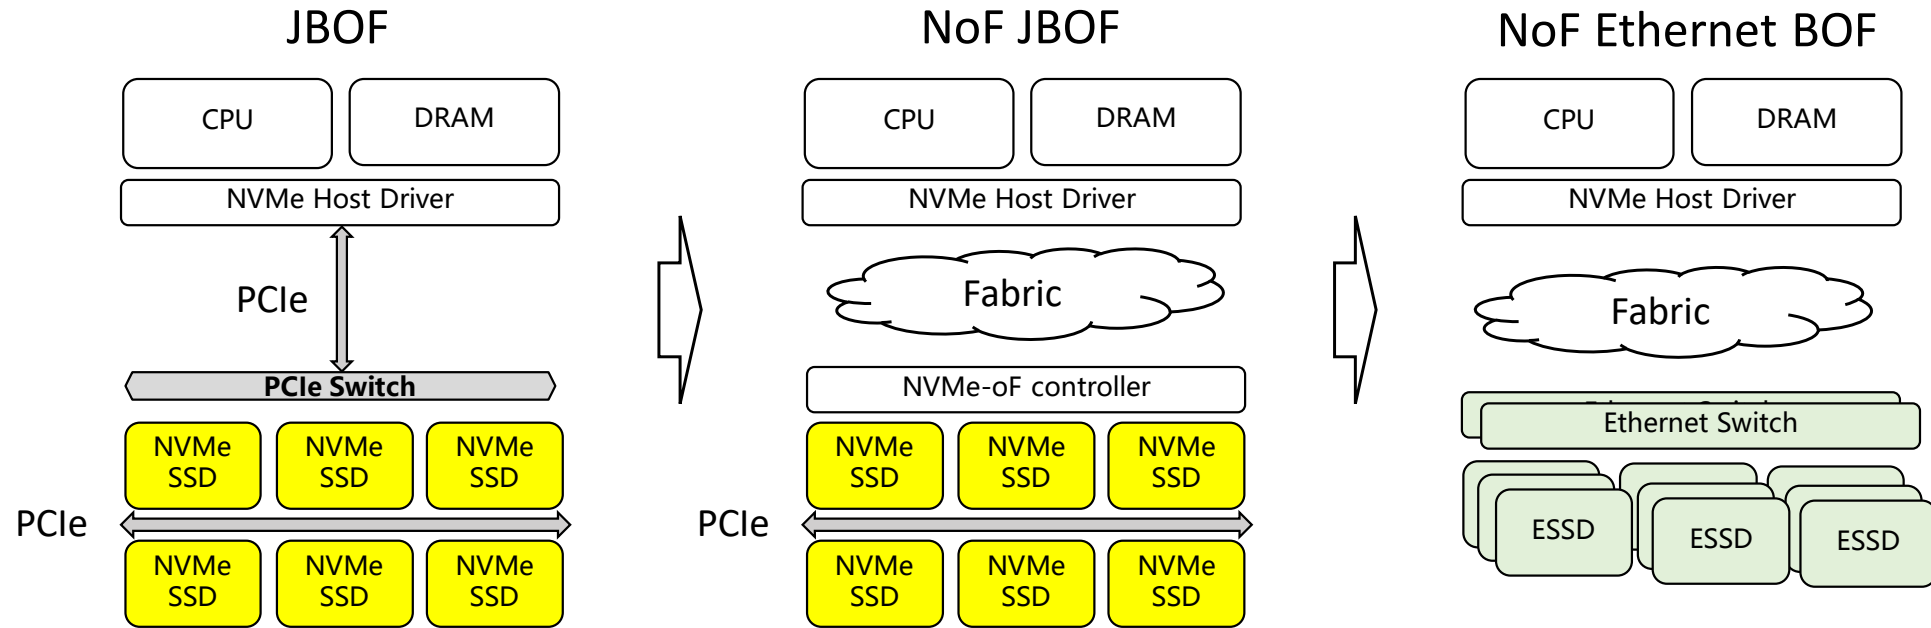 JBOF
CPU
DRAM
NVMe Host Driver
PCIe
PCIe Switch
NVMe
SSD
NVMe
SSD
NVMe
SSD
PCIe
NVMe
SSD
NVMe
SSD
NVMe
SSD
NoF JBOF
CPU
DRAM
NVMe Host Driver
Fabric
NVMe-oF controller
NVMe
SSD
NVMe
SSD
NVMe
SSD
PCIe
NVMe
SSD
NVMe
SSD
NVMe
SSD
NoF Ethernet BOF
CPU
DRAM
NVMe Host Driver
Fabric
Ethernet Switch
ESSD
ESSD
ESSD